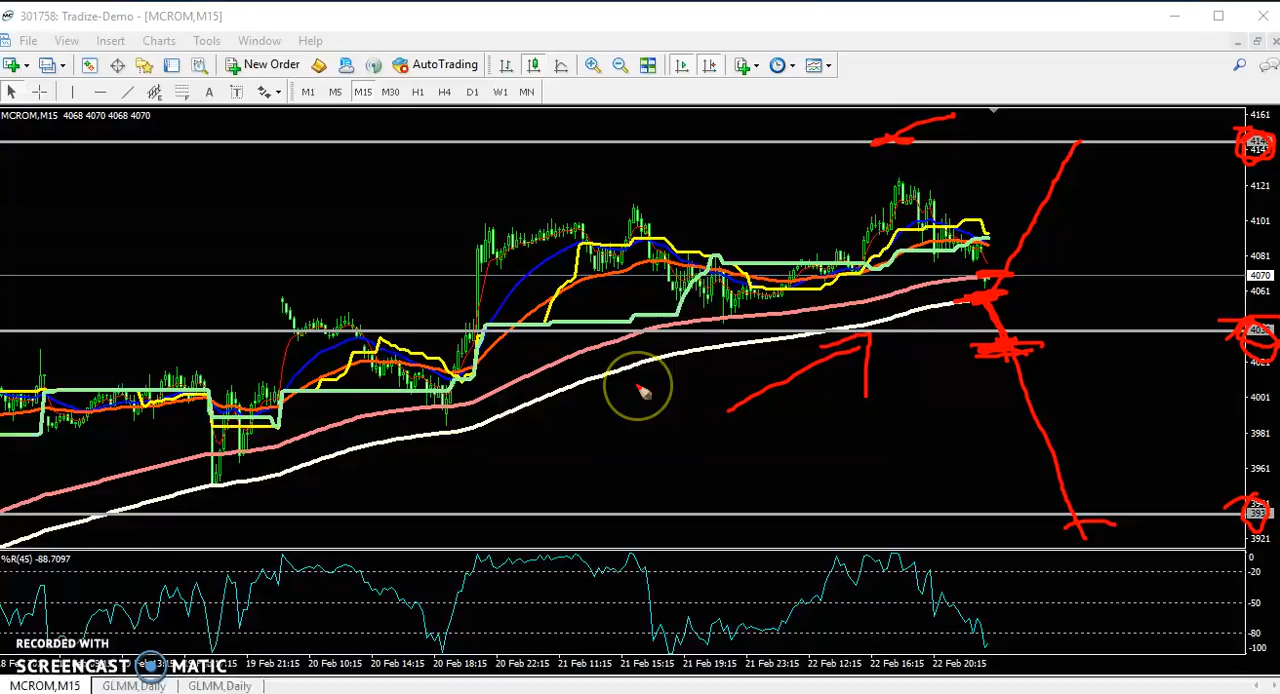 301758: Tradize-Demo - [MCROM,M15]
File View Insert Charts Tools Window Help
New Order AutoTrading
A T M1 M5 M15 M30 H1 H4 D1 W1 MN
MCROM,M15 4068 4070 4068 4070
4161
4143
4121
4101
4081
4070
4061
4021
4001
3981
3961
3941
3921
%R(45) -88.7097
0
-20
-50
-80
-100
RECORDED WITH
SCREENCAST MATIC
19 Feb 21:15 20 Feb 10:15 20 Feb 14:15 20 Feb 18:15 20 Feb 22:15 21 Feb 11:15 21 Feb 15:15 21 Feb 19:15 21 Feb 23:15 22 Feb 12:15 22 Feb 16:15 22 Feb 20:15
MCROM,M15 GLMM,Daily GLMM,Daily